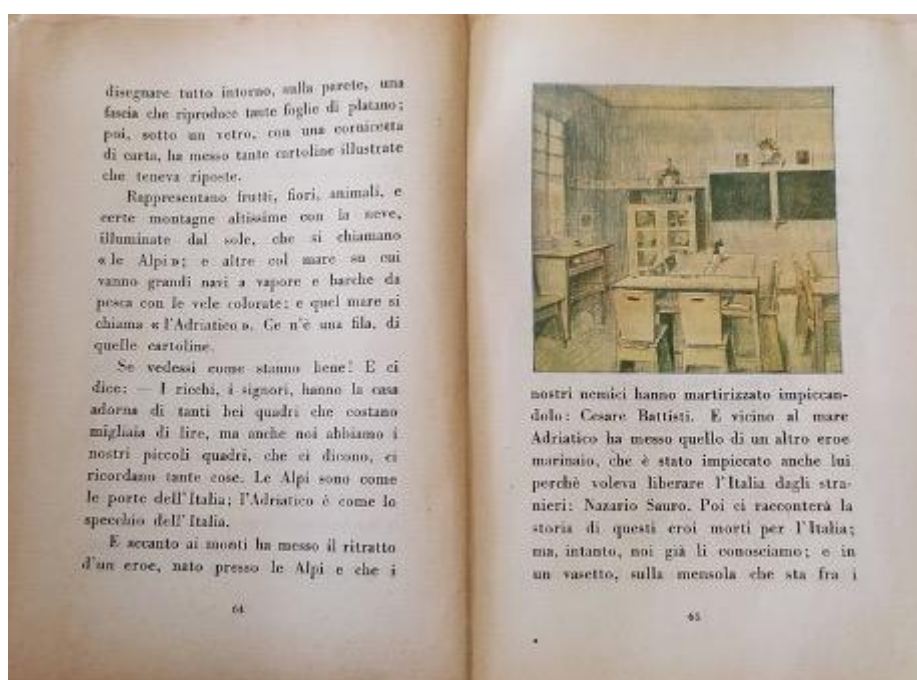 disegnare tutto intorno, sulla parete, una
fascia che riproduce tante foglie di platano;
poi, sotto un vetro, con una cornicetta
di carta, ha messo tante cartoline illustrate
che teneva riposte.
Rappresentano frutti, fiori, animali, e
certe montagne altissime con la neve,
illuminate dal sole, che si chiamano
« le Alpi »; e altre col mare su cui
vanno grandi navi a vapore e barche da
pesca con le vele colorate: e quel mare si
chiama « l'Adriatico ». Ce n'è una fila, di
quelle cartoline.
Se vedessi come stanno bene! E ci
dice: — I ricchi, i signori, hanno la casa
adorna di tanti bei quadri che costano
migliaia di lire, ma anche noi abbiamo i
nostri piccoli quadri, che ci dicono, ci
ricordano tante cose. Le Alpi sono come
le porte dell'Italia; l'Adriatico è come lo
specchio dell'Italia.
E accanto ai monti ha messo il ritratto
d'un eroe, nato presso le Alpi e che i
64
nostri nemici hanno martirizzato impiccan-
dolo: Cesare Battisti. E vicino al mare
Adriatico ha messo quello di un altro eroe
marinaio, che è stato impiccato anche lui
perchè voleva liberare l'Italia dagli stra-
nieri: Nazario Sauro. Poi ci racconterà la
storia di questi eroi morti per l'Italia;
ma, intanto, noi già li conosciamo; e in
un vasetto, sulla mensola che sta fra i
65